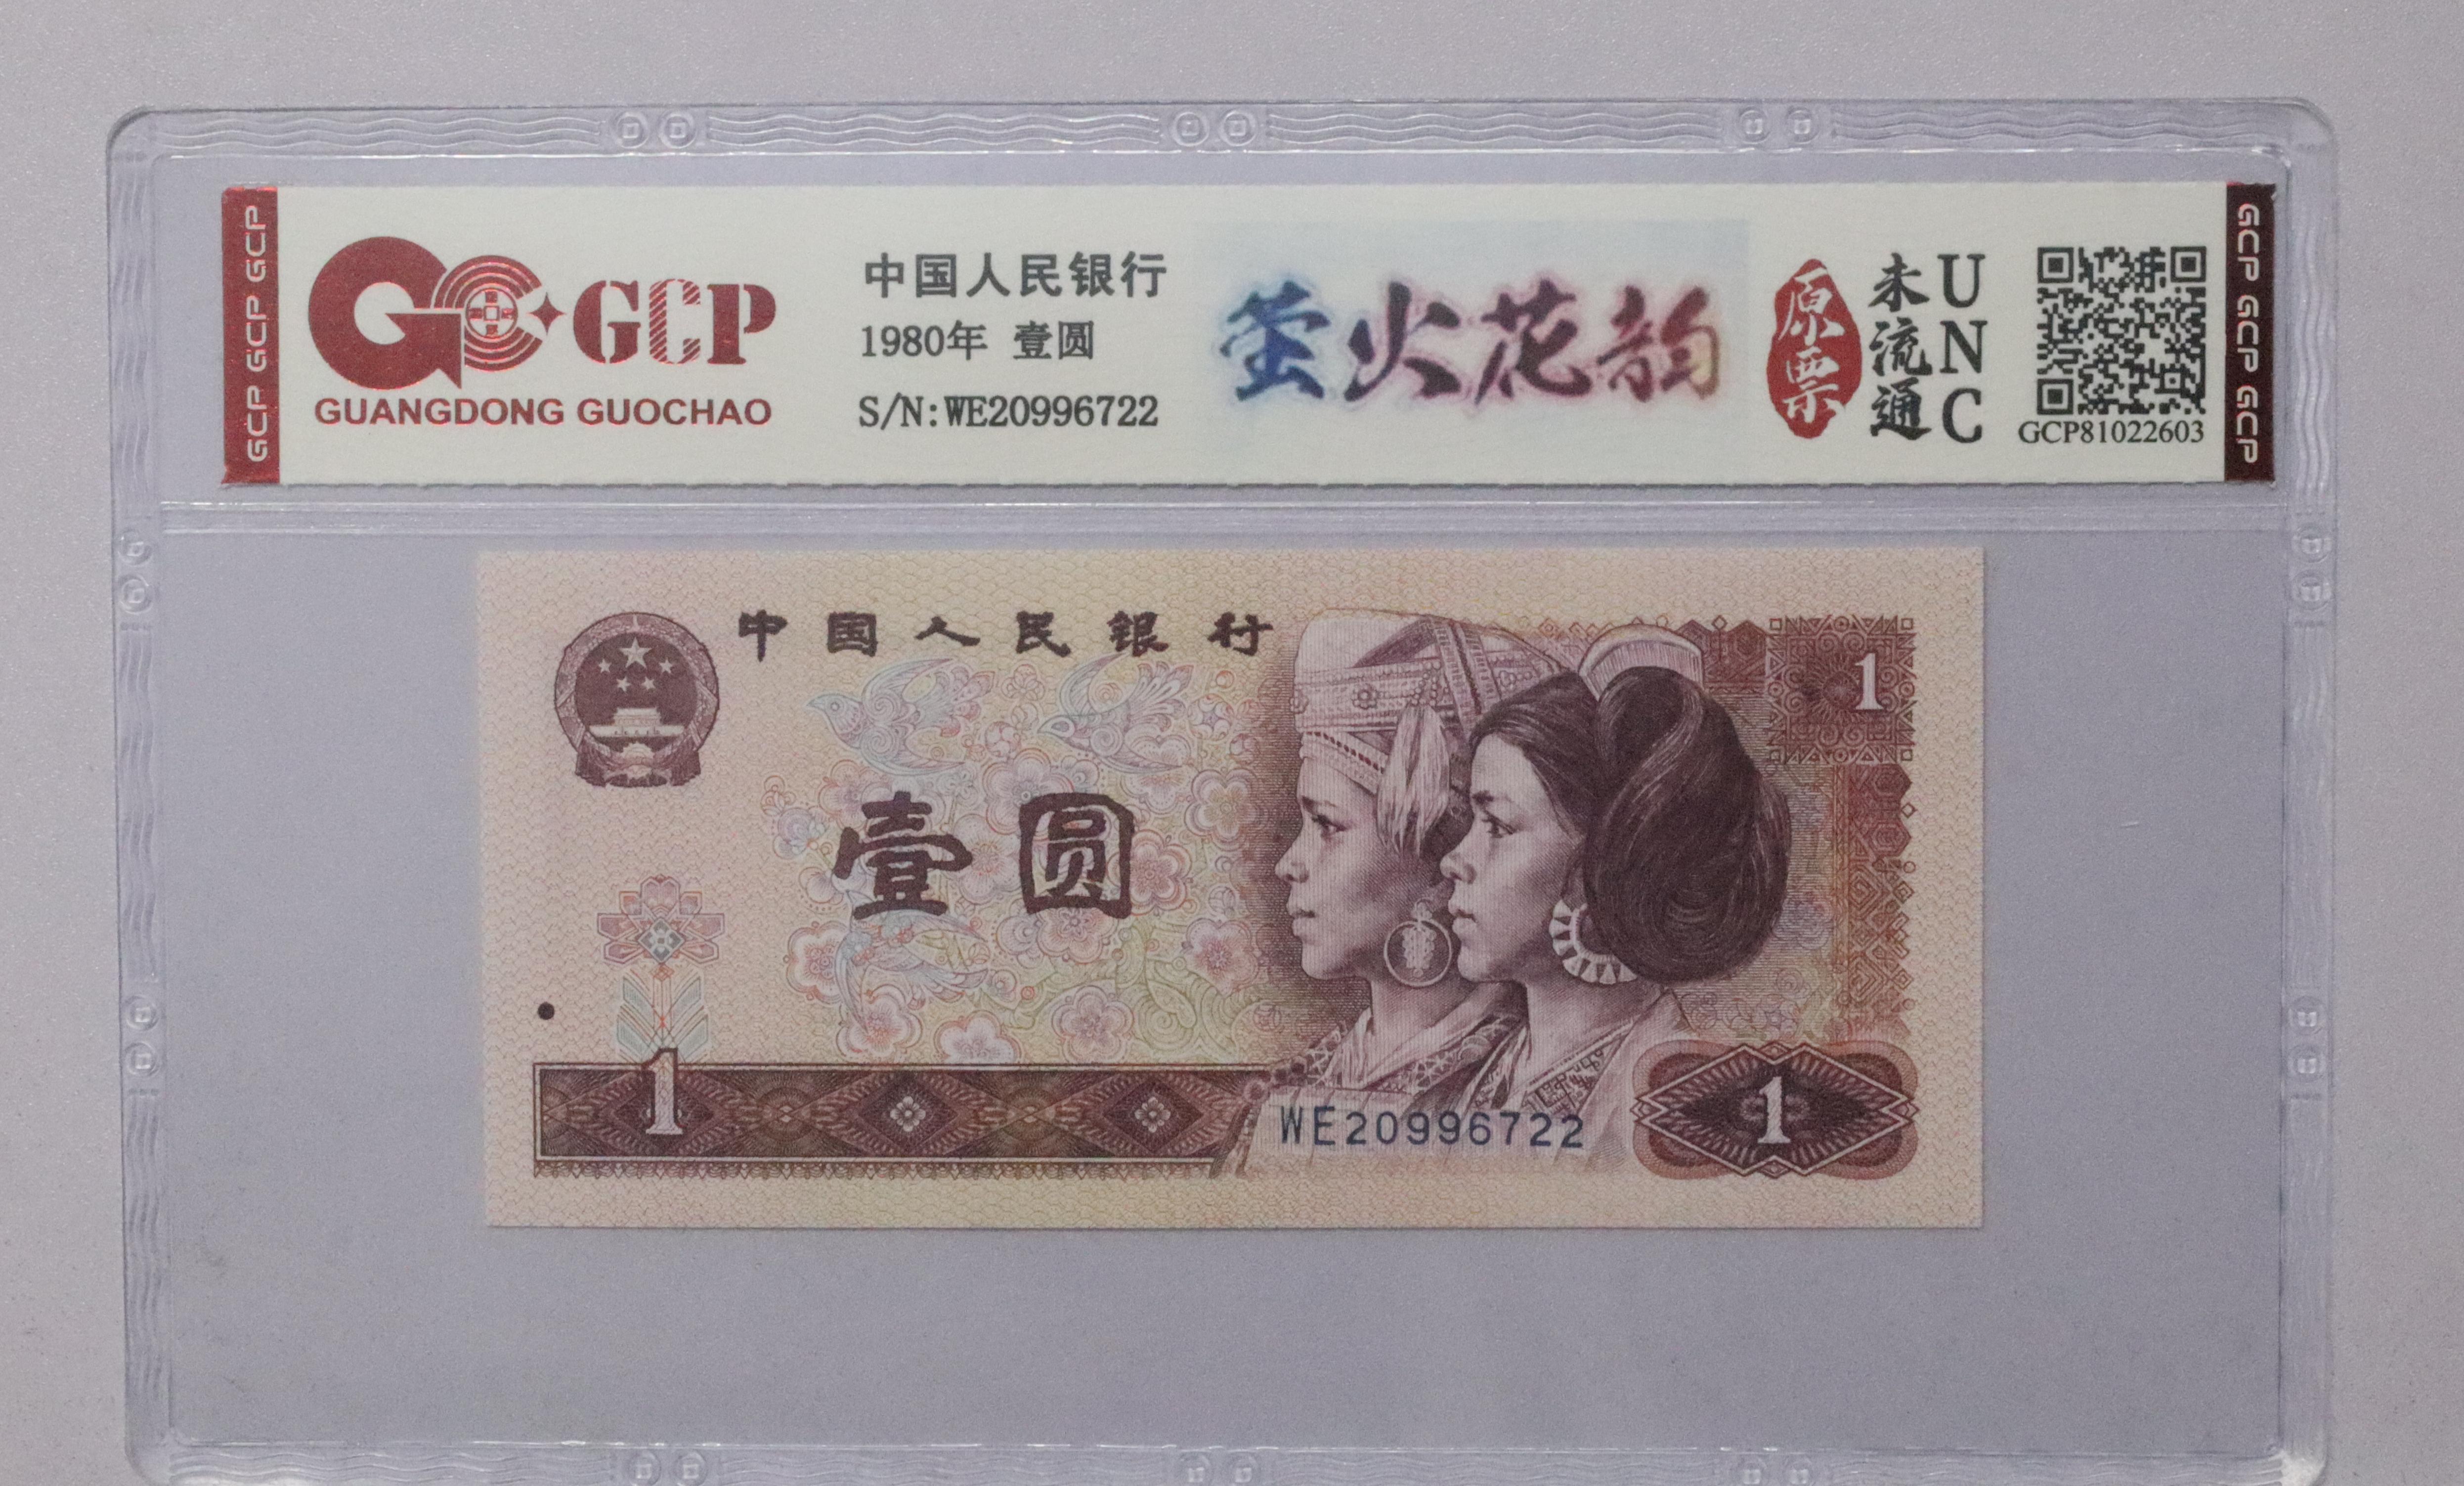 GCP GCP GCP
GCP
GUANGDONG GUOCHAO
中国人民银行
1980年 壹圆
S/N:WE20996722
萤火花韵
原票
未流通
UNC
GCP81022603
GCP GCP GCP
中国人民银行
1
壹圆
1
WE20996722
1